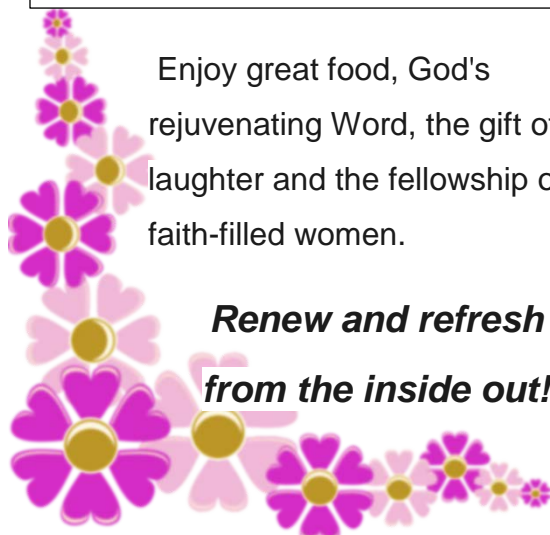 Enjoy great food, God's
rejuvenating Word, the gift of
laughter and the fellowship o
faith-filled women.
Renew and refresh
from the inside out!